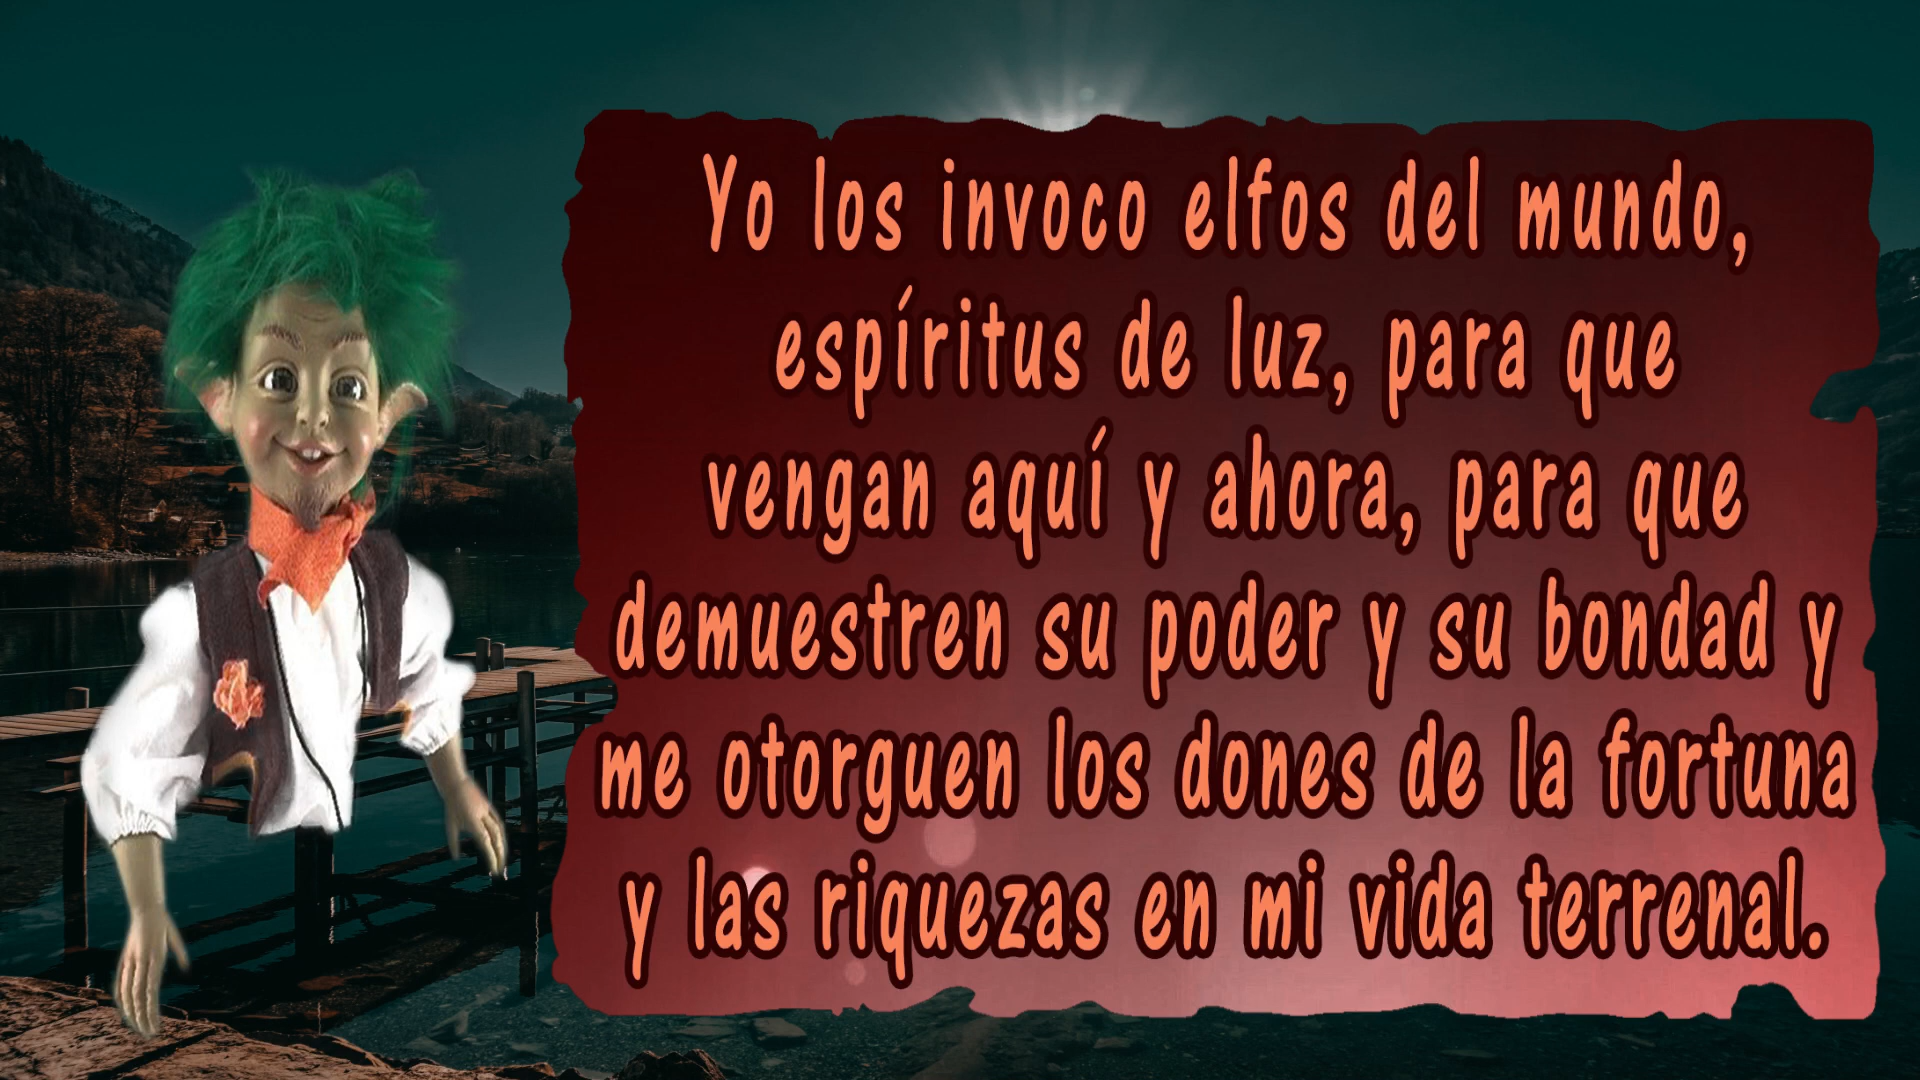 Yo los invoco elfos del mundo,
espíritus de luz, para que
vengan aquí y ahora, para que
demuestren su poder y su bondad y
me otorguen los dones de la fortuna
y las riquezas en mi vida terrenal.